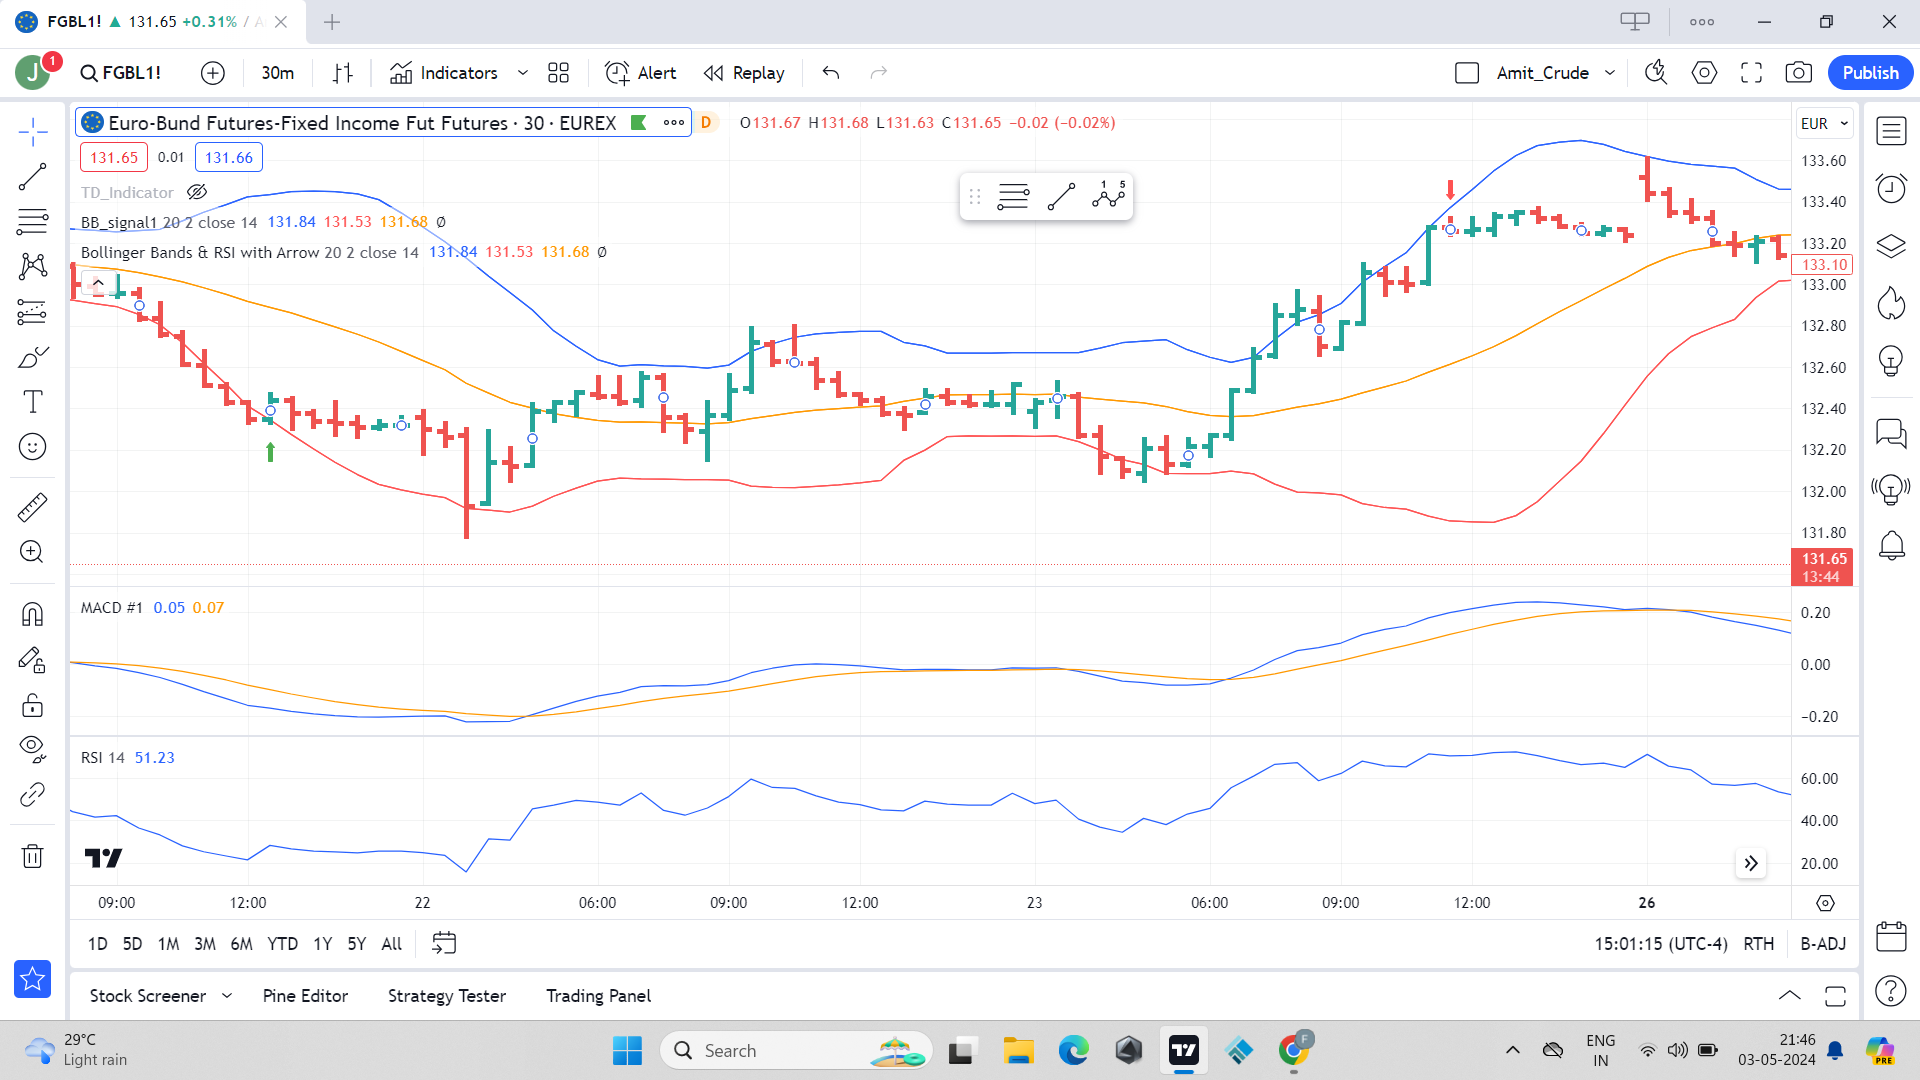 FGBL1! ▲ 131.65 +0.31% /
J 1 FGBL1! 30m Indicators Alert Replay Amit_Crude Publish
Euro-Bund Futures-Fixed Income Fut Futures · 30 · EUREX D O131.67 H131.68 L131.63 C131.65 −0.02 (−0.02%)
EUR
131.65 0.01 131.66
TD_Indicator
BB_signal1 20 2 close 14 131.84 131.53 131.68 Ø
Bollinger Bands & RSI with Arrow 20 2 close 14 131.84 131.53 131.68 Ø
1 5
133.60
133.40
133.20
133.10
133.00
132.80
132.60
132.40
132.20
132.00
131.80
131.65
13:44
MACD #1 0.05 0.07
0.20
0.00
−0.20
RSI 14 51.23
60.00
40.00
20.00
09:00 12:00 22 06:00 09:00 12:00 23 06:00 09:00 12:00 26
1D 5D 1M 3M 6M YTD 1Y 5Y All 15:01:15 (UTC-4) RTH B-ADJ
Stock Screener Pine Editor Strategy Tester Trading Panel
29°C
Light rain
Search
F
ENG
IN
21:46
03-05-2024
PRE